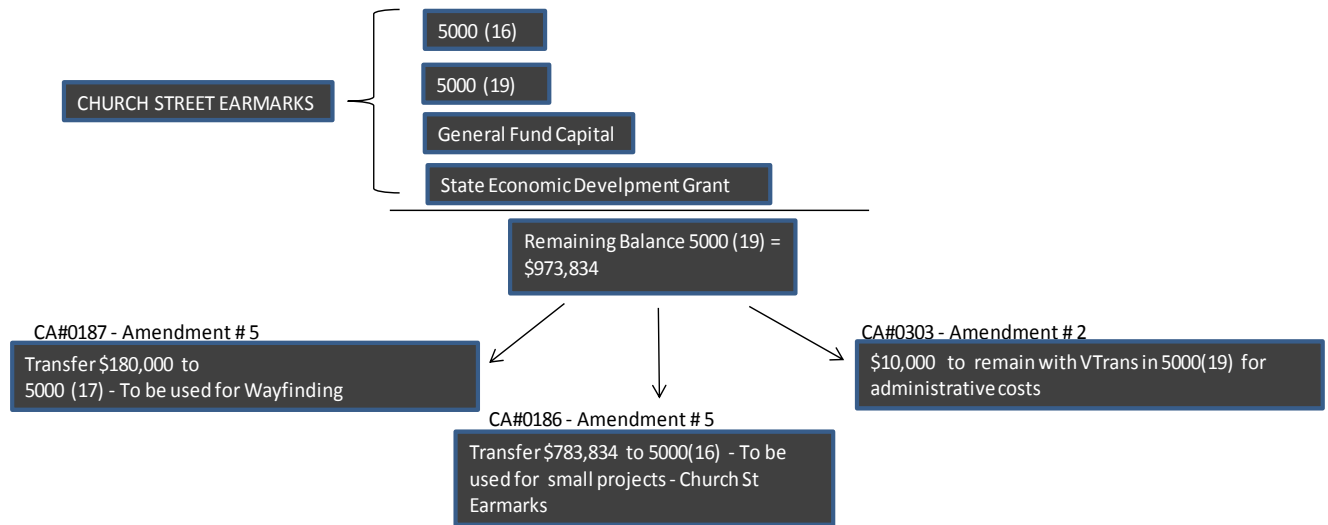 5000 (16)
CHURCH STREET EARMARKS
5000 (19)
General Fund Capital
State Economic Develpment Grant
Remaining Balance 5000 (19) =
$973,834
CA#0187 - Amendment # 5
Transfer $180,000 to
5000 (17) - To be used for Wayfinding
CA#0186 - Amendment # 5
Transfer $783,834 to 5000(16) - To be
used for small projects - Church St
Earmarks
CA#0303 - Amendment # 2
$10,000 to remain with VTrans in 5000(19) for
administrative costs